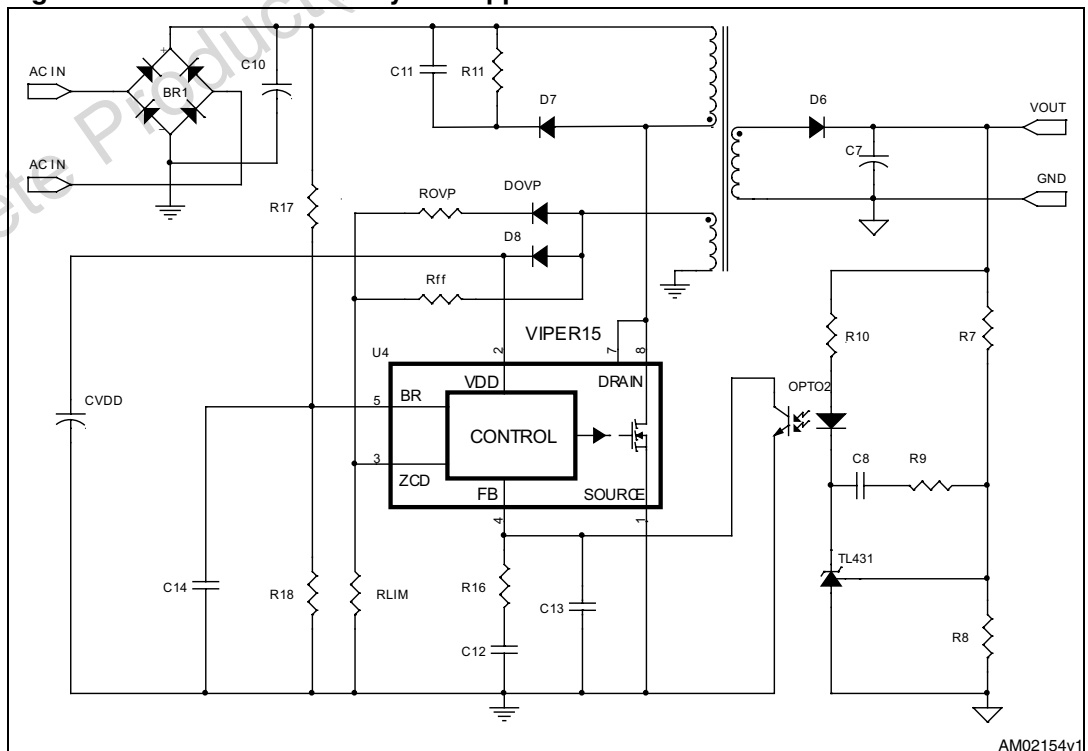 ete Product(
AC IN
AC IN
BR1
+
-
C10
C11
R11
D7
D6
VOUT
C7
GND
R17
ROVP
DOVP
D8
Rff
VIPER15
U4
2
7
8
VDD
DRAIN
5
BR
CONTROL
3
ZCD
FB
SOURCE
4
1
CVDD
R10
R7
OPTO2
C8
R9
TL431
C14
R18
RLIM
R16
C13
C12
R8
AM02154v1